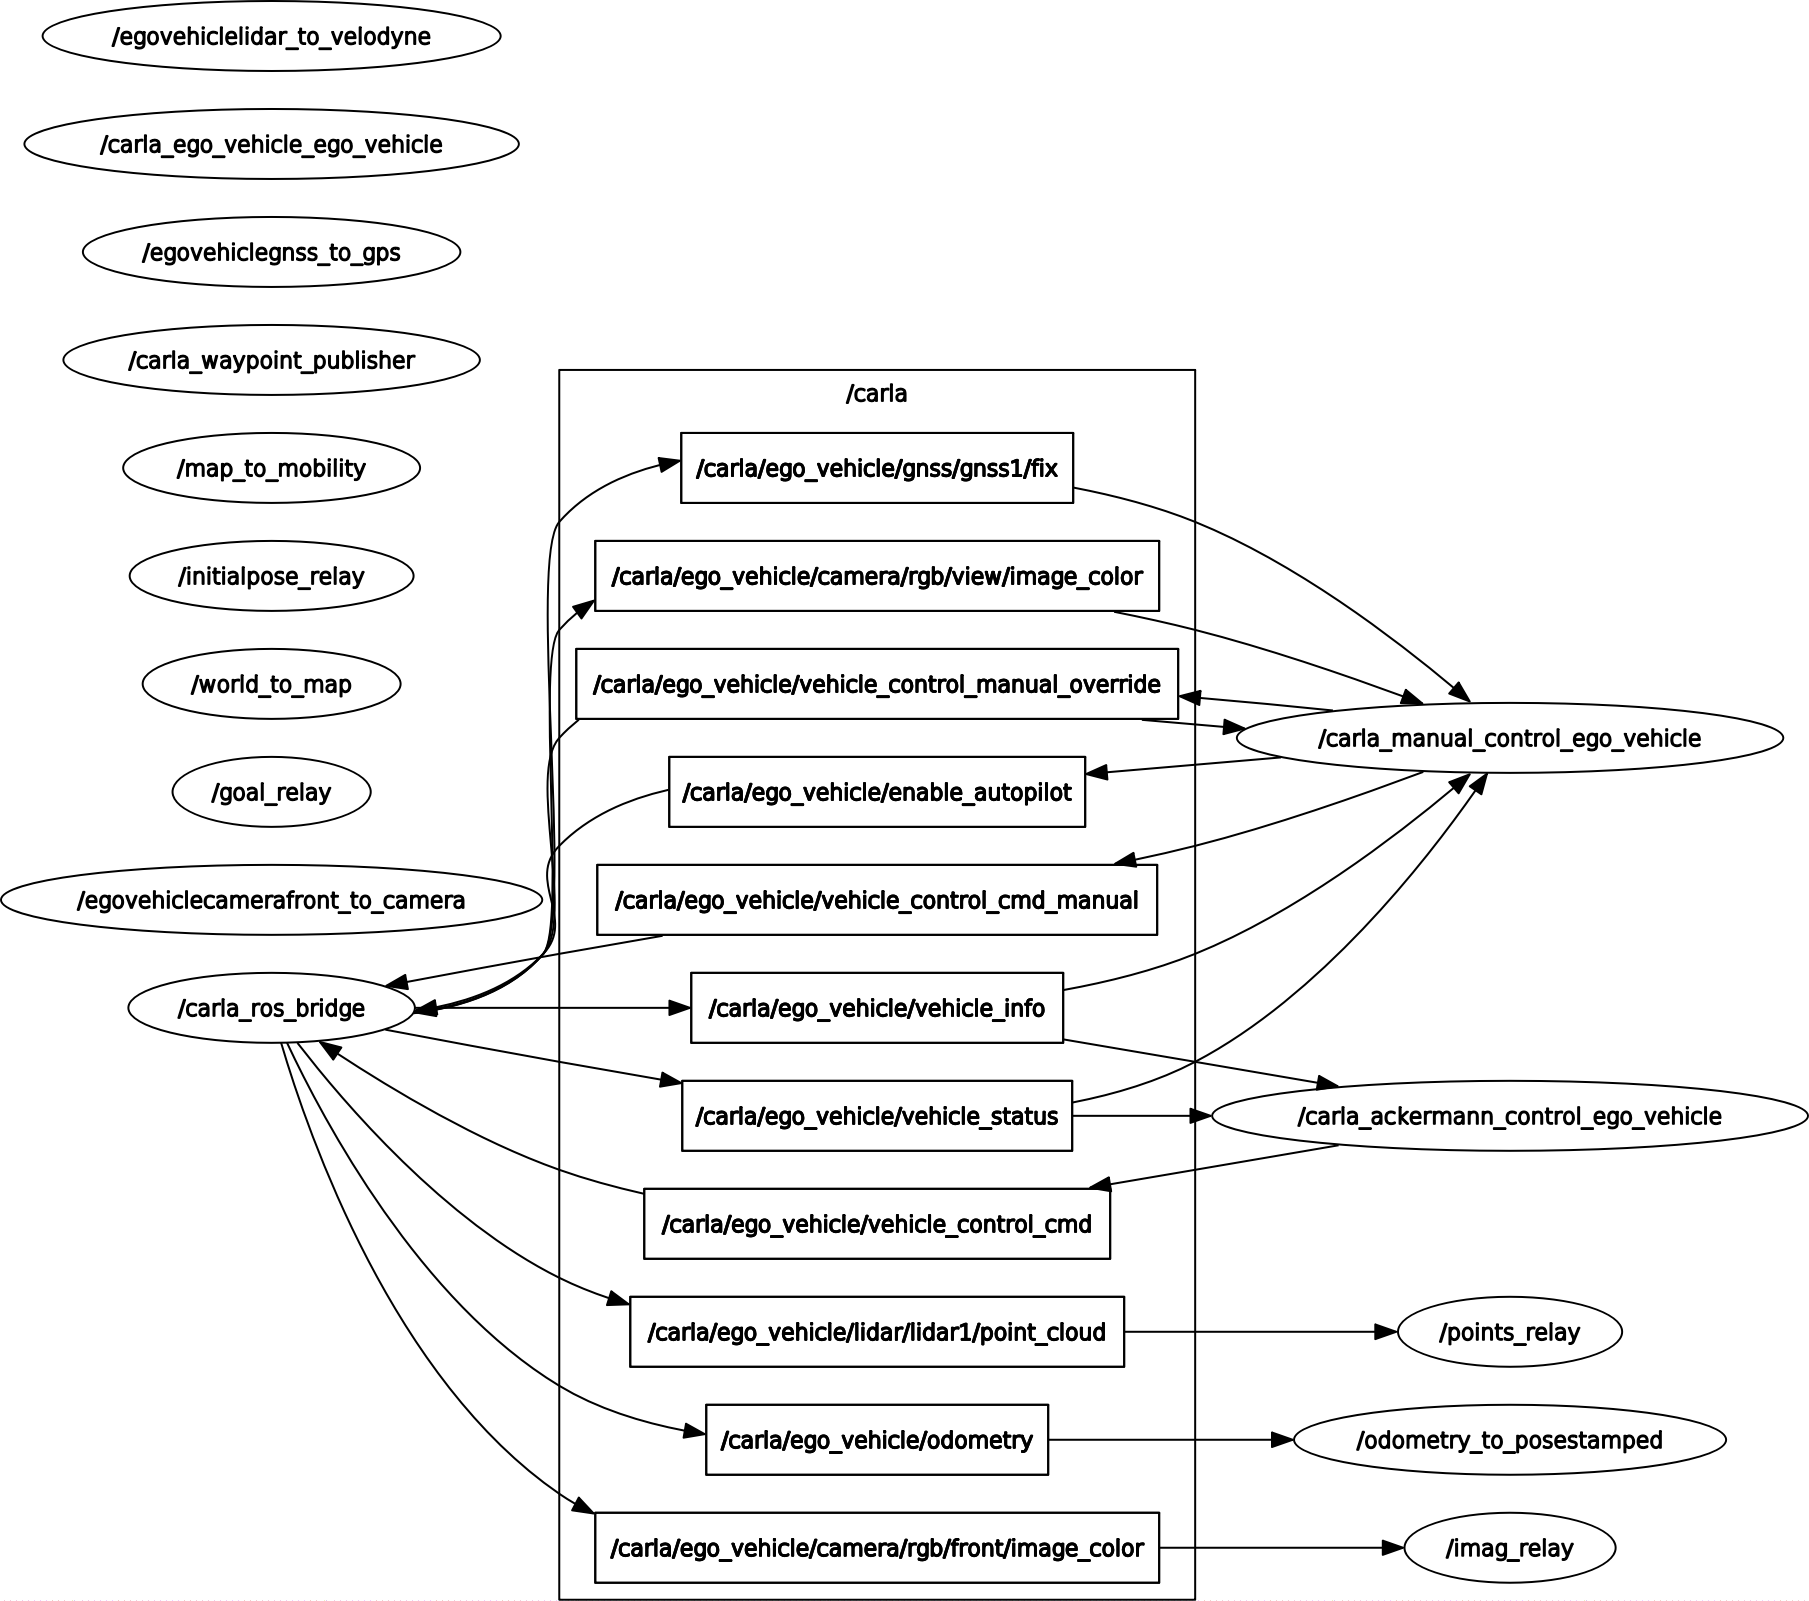 /egovehiclelidar_to_velodyne
/carla_ego_vehicle_ego_vehicle
/egovehiclegnss_to_gps
/carla_waypoint_publisher
/map_to_mobility
/initialpose_relay
/world_to_map
/goal_relay
/egovehiclecamerafront_to_camera
/carla_ros_bridge
/carla
/carla/ego_vehicle/gnss/gnss1/fix
/carla/ego_vehicle/camera/rgb/view/image_color
/carla/ego_vehicle/vehicle_control_manual_override
/carla/ego_vehicle/enable_autopilot
/carla/ego_vehicle/vehicle_control_cmd_manual
/carla/ego_vehicle/vehicle_info
/carla/ego_vehicle/vehicle_status
/carla/ego_vehicle/vehicle_control_cmd
/carla/ego_vehicle/lidar/lidar1/point_cloud
/carla/ego_vehicle/odometry
/carla/ego_vehicle/camera/rgb/front/image_color
/carla_manual_control_ego_vehicle
/carla_ackermann_control_ego_vehicle
/points_relay
/odometry_to_posestamped
/imag_relay